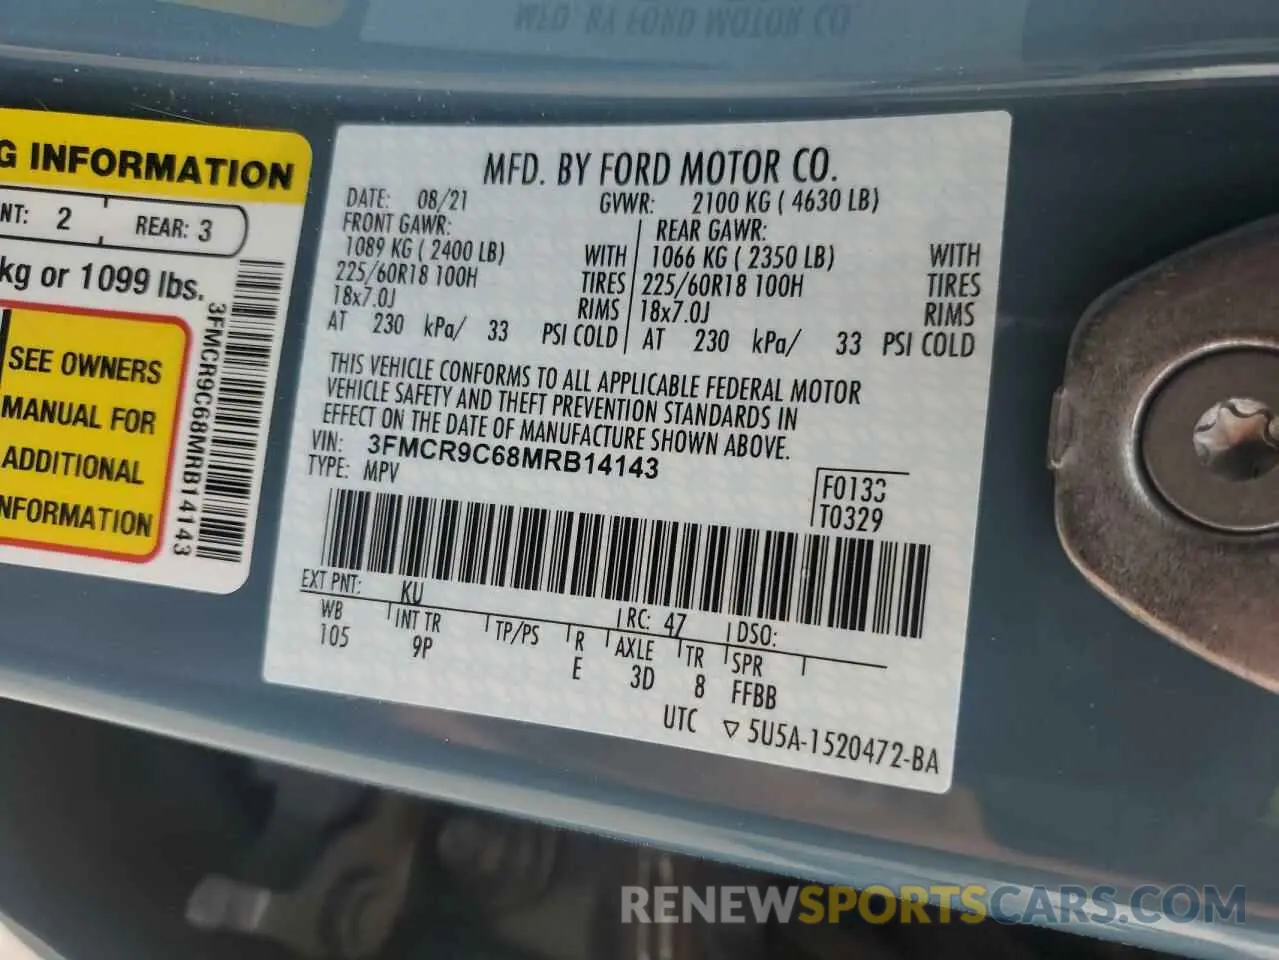 G INFORMATION
NT: 2 REAR: 3
kg or 1099 lbs.
SEE OWNERS
MANUAL FOR
ADDITIONAL
NFORMATION
3FMCR9C68MRB14143
MFD. BY FORD MOTOR CO.
DATE: 08/21 GVWR: 2100 KG ( 4630 LB)
FRONT GAWR: REAR GAWR:
1089 KG ( 2400 LB) WITH 1066 KG ( 2350 LB) WITH
225/60R18 100H TIRES 225/60R18 100H TIRES
18x7.0J RIMS 18x7.0J RIMS
AT 230 kPa/ 33 PSI COLD AT 230 kPa/ 33 PSI COLD
THIS VEHICLE CONFORMS TO ALL APPLICABLE FEDERAL MOTOR
VEHICLE SAFETY AND THEFT PREVENTION STANDARDS IN
EFFECT ON THE DATE OF MANUFACTURE SHOWN ABOVE.
VIN: 3FMCR9C68MRB14143
TYPE: MPV
F0133
T0329
EXT PNT: KU RC: 47 DSO:
WB INT TR TP/PS R AXLE TR SPR
105 9P E 3D 8 FFBB
UTC ▽ 5U5A-1520472-BA
RENEWSPORTSCARS.COM